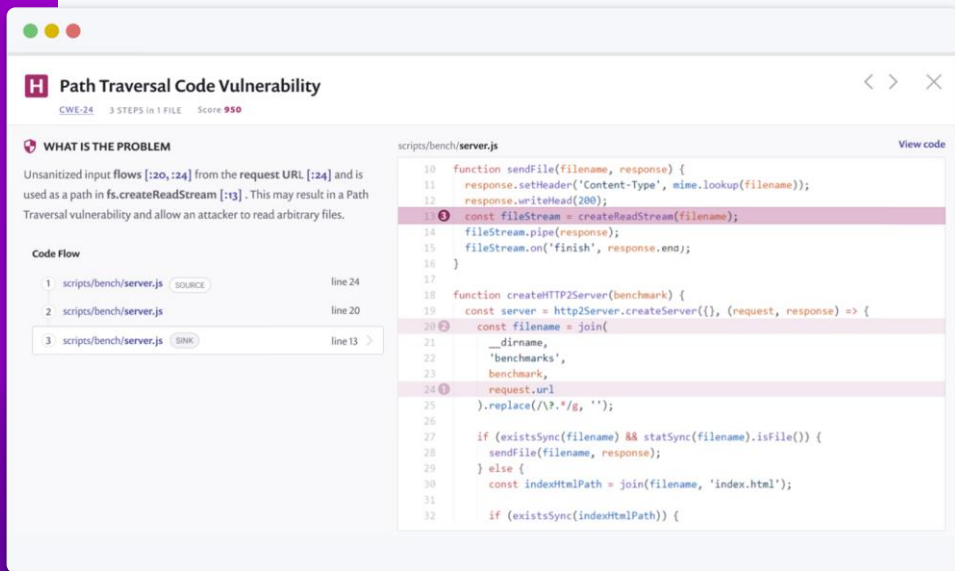 H Path Traversal Code Vulnerability
CWE-24 3 STEPS in 1 FILE Score 950
WHAT IS THE PROBLEM
Unsanitized input flows [:20, :24] from the request URL [:24] and is
used as a path in fs.createReadStream [:13] . This may result in a Path
Traversal vulnerability and allow an attacker to read arbitrary files.
Code Flow
1 scripts/bench/server.js SOURCE line 24
2 scripts/bench/server.js line 20
3 scripts/bench/server.js SINK line 13
scripts/bench/server.js View code
10 function sendFile(filename, response) {
11 response.setHeader('Content-Type', mime.lookup(filename));
12 response.writeHead(200);
13 3 const fileStream = createReadStream(filename);
14 fileStream.pipe(response);
15 fileStream.on('finish', response.end);
16 }
17
18 function createHTTP2Server(benchmark) {
19 const server = http2Server.createServer({}, (request, response) => {
20 2 const filename = join(
21 __dirname,
22 'benchmarks',
23 benchmark,
24 1 request.url
25 ).replace(/\?.*/g, '');
26
27 if (existsSync(filename) && statSync(filename).isFile()) {
28 sendFile(filename, response);
29 } else {
30 const indexHtmlPath = join(filename, 'index.html');
31
32 if (existsSync(indexHtmlPath)) {